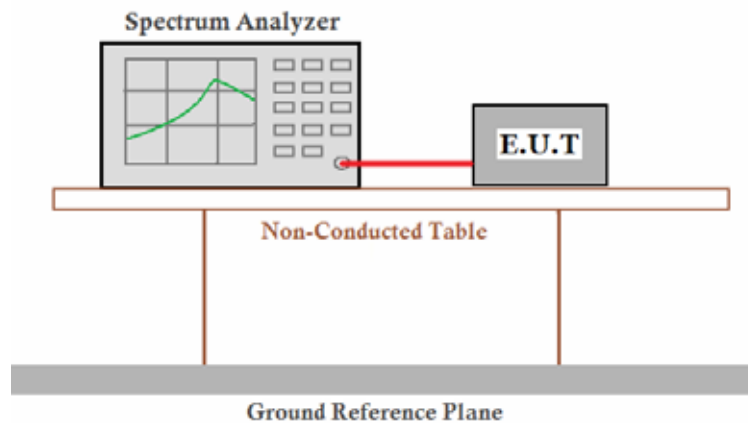 Spectrum Analyzer
E.U.T
Non-Conducted Table
Ground Reference Plane